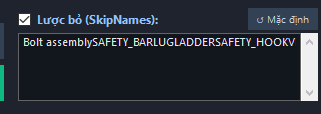 Lược bỏ (SkipNames):
↺ Mặc định
Bolt assemblySAFETY_BARLUGLADDERSAFETY_HOOKV